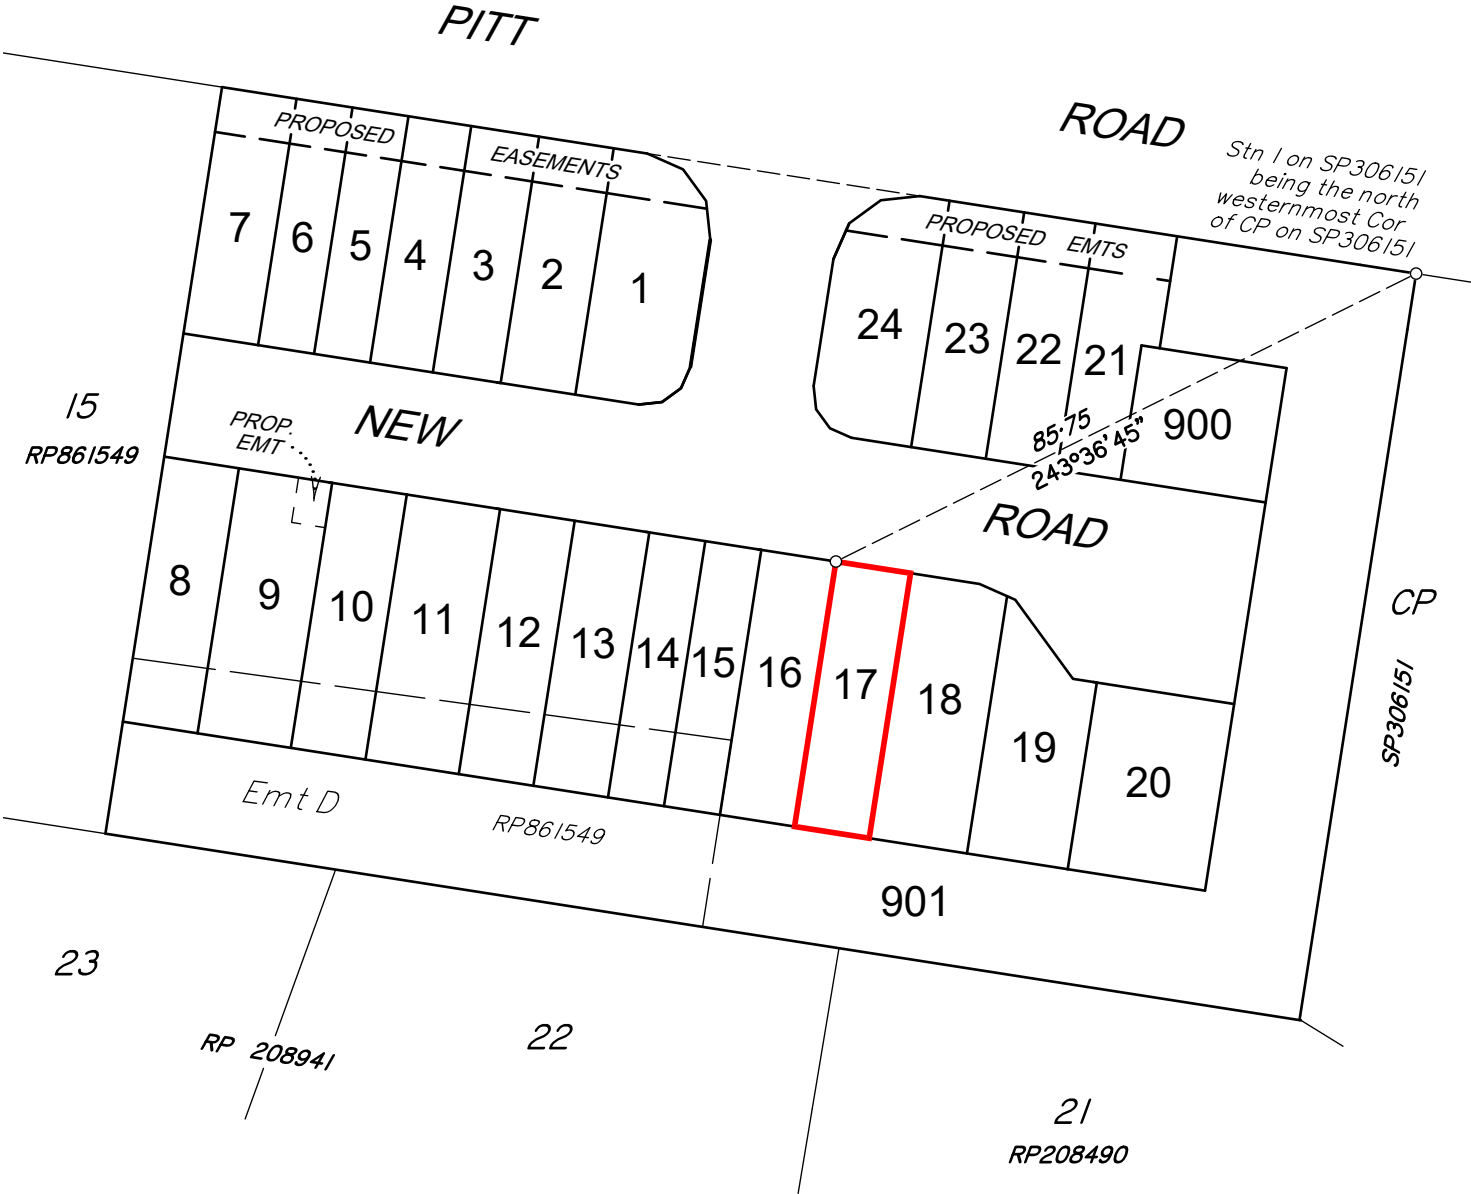 PITT
ROAD
Stn 1 on SP306151
being the north
westernmost Cor
of CP on SP306151
PROPOSED
EASEMENTS
PROPOSED EMTS
7
6
5
4
3
2
1
24
23
22
21
900
15
RP861549
PROP.
EMT
NEW
ROAD
85·75
243°36'45"
8
9
10
11
12
13
14
15
16
17
18
19
20
CP
SP306151
Emt D
RP861549
901
23
RP 208941
22
21
RP208490